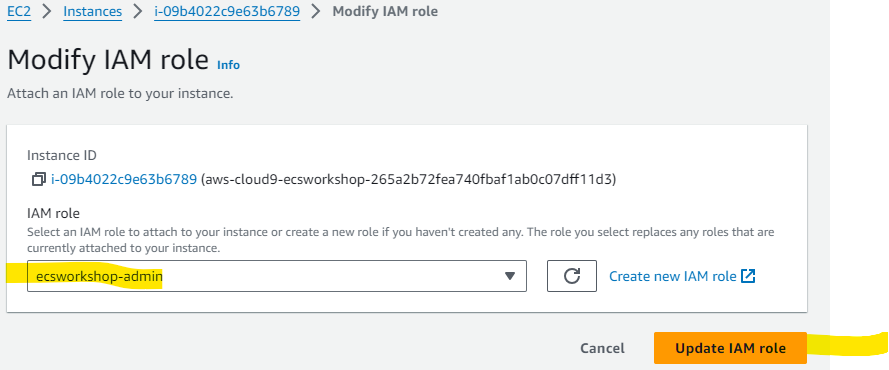 EC2 > Instances > i-09b4022c9e63b6789 > Modify IAM role
Modify IAM role Info
Attach an IAM role to your instance.
Instance ID
i-09b4022c9e63b6789 (aws-cloud9-ecsworkshop-265a2b72fea740fbaf1ab0c07dff11d3)
IAM role
Select an IAM role to attach to your instance or create a new role if you haven't created any. The role you select replaces any roles that are
currently attached to your instance.
ecsworkshop-admin Create new IAM role
Cancel Update IAM role